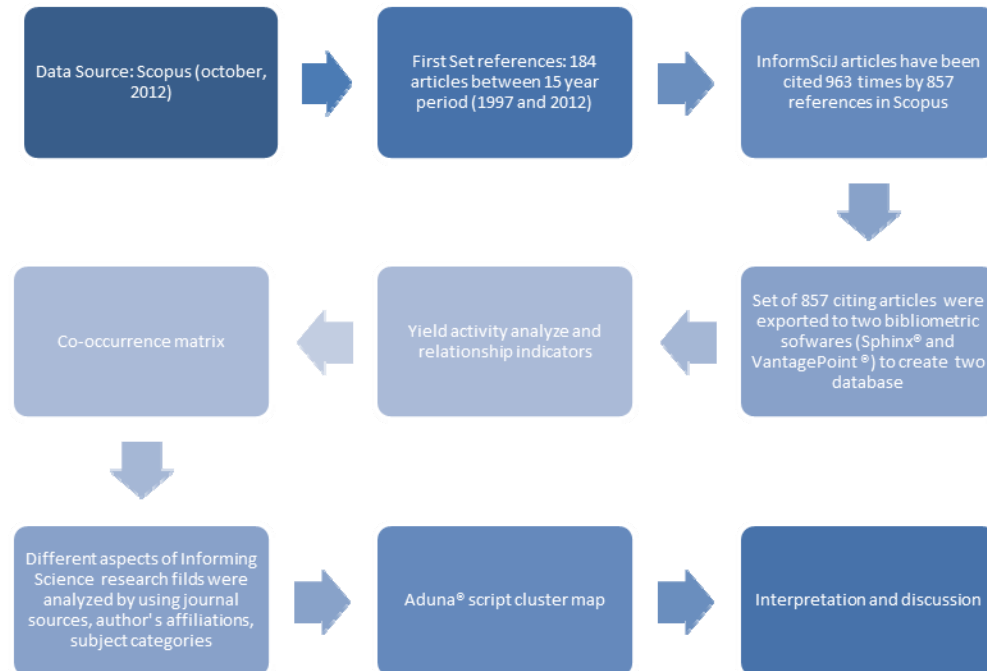 Data Source: Scopus (october,
2012)
First Set references: 184
articles between 15 year
period (1997 and 2012)
InformSciJ articles have been
cited 963 times by 857
references in Scopus
Set of 857 citing articles were
exported to two bibliometric
sofwares (Sphinx® and
VantagePoint ®) to create two
database
Yield activity analyze and
relationship indicators
Co-occurrence matrix
Different aspects of Informing
Science research filds were
analyzed by using journal
sources, author' s affiliations,
subject categories
Aduna® script cluster map
Interpretation and discussion